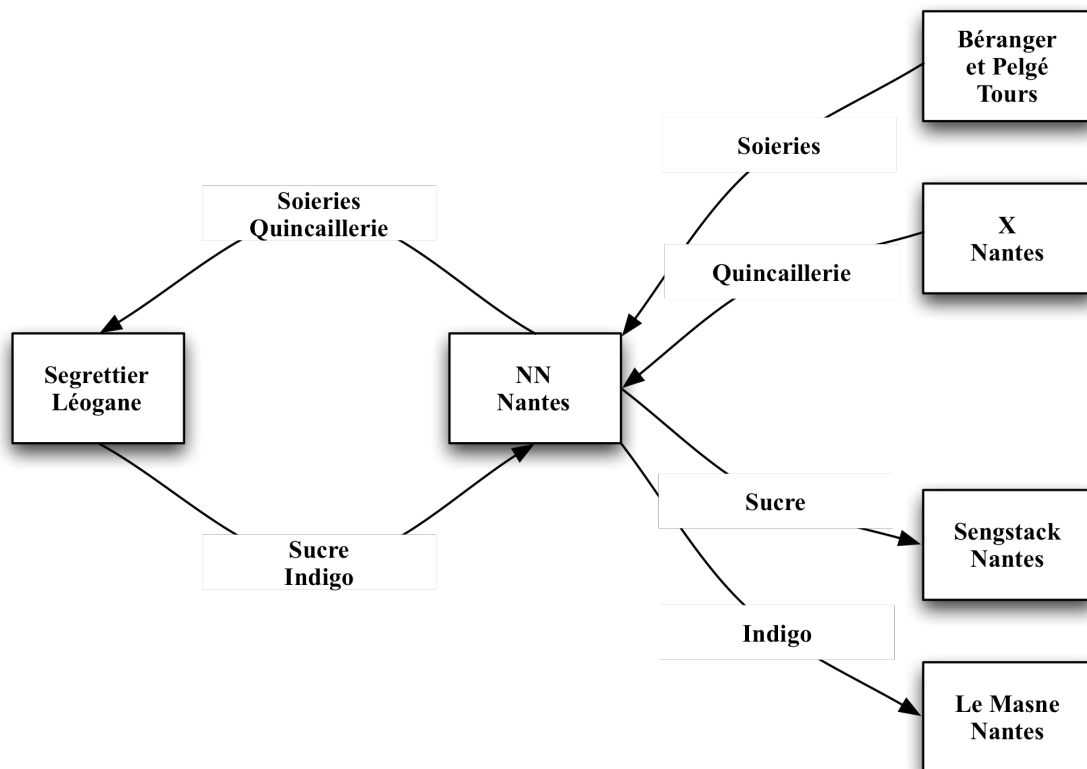 Béranger
et Pelgé
Tours
Soieries
Soieries
Quincaillerie
X
Nantes
Quincaillerie
Segrettier
Léogane
NN
Nantes
Sucre
Sengstack
Nantes
Sucre
Indigo
Indigo
Le Masne
Nantes